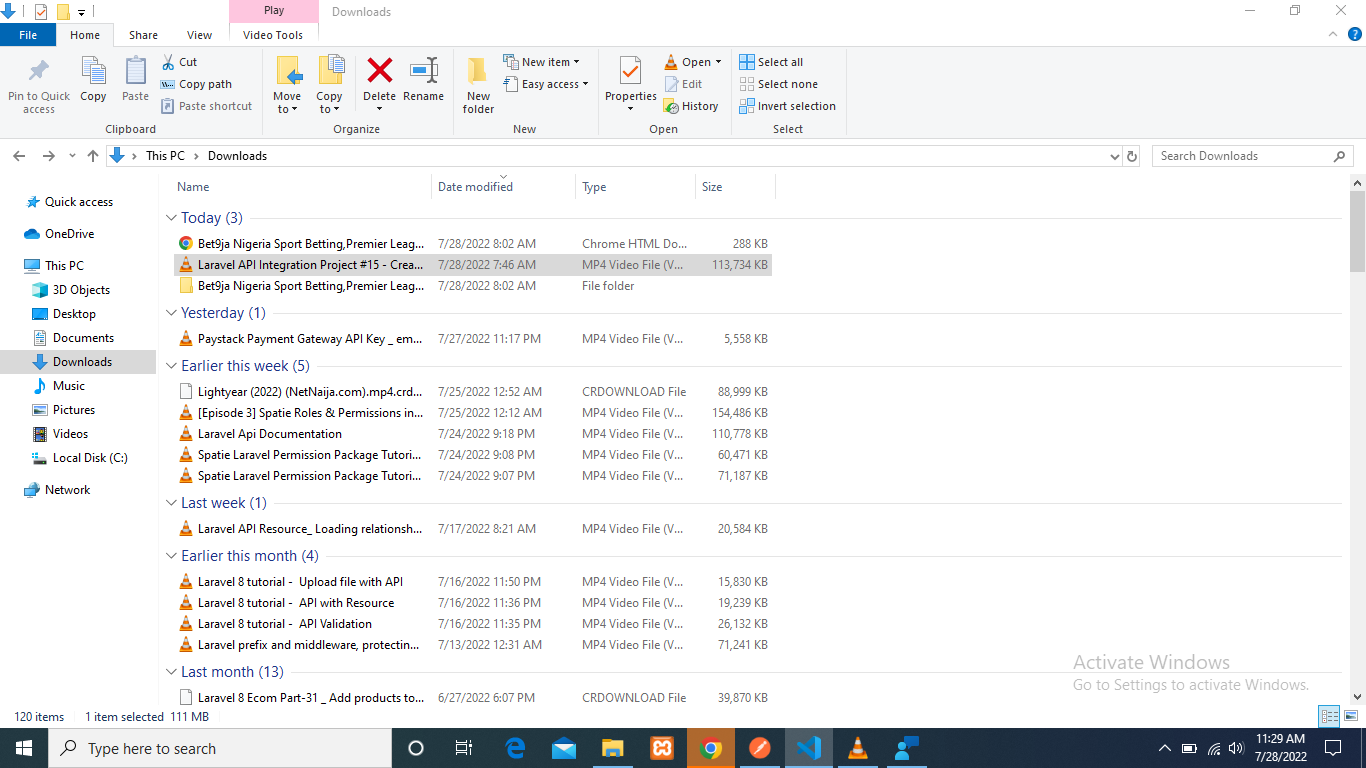 Play
Downloads
File
Home
Share
View
Video Tools
Pin to Quick access
Copy
Paste
Cut
Copy path
Paste shortcut
Clipboard
Move to
Copy to
Delete
Rename
Organize
New folder
New item
Easy access
New
Properties
Open
Edit
History
Open
Select all
Select none
Invert selection
Select
This PC > Downloads
Search Downloads
Quick access
OneDrive
This PC
3D Objects
Desktop
Documents
Downloads
Music
Pictures
Videos
Local Disk (C:)
Network
Name Date modified Type Size
Today (3)
Bet9ja Nigeria Sport Betting,Premier Leag... 7/28/2022 8:02 AM Chrome HTML Do... 288 KB
Laravel API Integration Project #15 - Crea... 7/28/2022 7:46 AM MP4 Video File (V... 113,734 KB
Bet9ja Nigeria Sport Betting,Premier Leag... 7/28/2022 8:02 AM File folder
Yesterday (1)
Paystack Payment Gateway API Key _ em... 7/27/2022 11:17 PM MP4 Video File (V... 5,558 KB
Earlier this week (5)
Lightyear (2022) (NetNaija.com).mp4.crd... 7/25/2022 12:52 AM CRDOWNLOAD File 88,999 KB
[Episode 3] Spatie Roles & Permissions in... 7/25/2022 12:12 AM MP4 Video File (V... 154,486 KB
Laravel Api Documentation 7/24/2022 9:18 PM MP4 Video File (V... 110,778 KB
Spatie Laravel Permission Package Tutori... 7/24/2022 9:08 PM MP4 Video File (V... 60,471 KB
Spatie Laravel Permission Package Tutori... 7/24/2022 9:07 PM MP4 Video File (V... 71,187 KB
Last week (1)
Laravel API Resource_ Loading relationsh... 7/17/2022 8:21 AM MP4 Video File (V... 20,584 KB
Earlier this month (4)
Laravel 8 tutorial - Upload file with API 7/16/2022 11:50 PM MP4 Video File (V... 15,830 KB
Laravel 8 tutorial - API with Resource 7/16/2022 11:36 PM MP4 Video File (V... 19,239 KB
Laravel 8 tutorial - API Validation 7/16/2022 11:35 PM MP4 Video File (V... 26,132 KB
Laravel prefix and middleware, protectin... 7/13/2022 12:31 AM MP4 Video File (V... 71,241 KB
Last month (13)
Laravel 8 Ecom Part-31 _ Add products to... 6/27/2022 6:07 PM CRDOWNLOAD File 39,870 KB
Activate Windows
Go to Settings to activate Windows.
120 items 1 item selected 111 MB
Type here to search
11:29 AM
7/28/2022